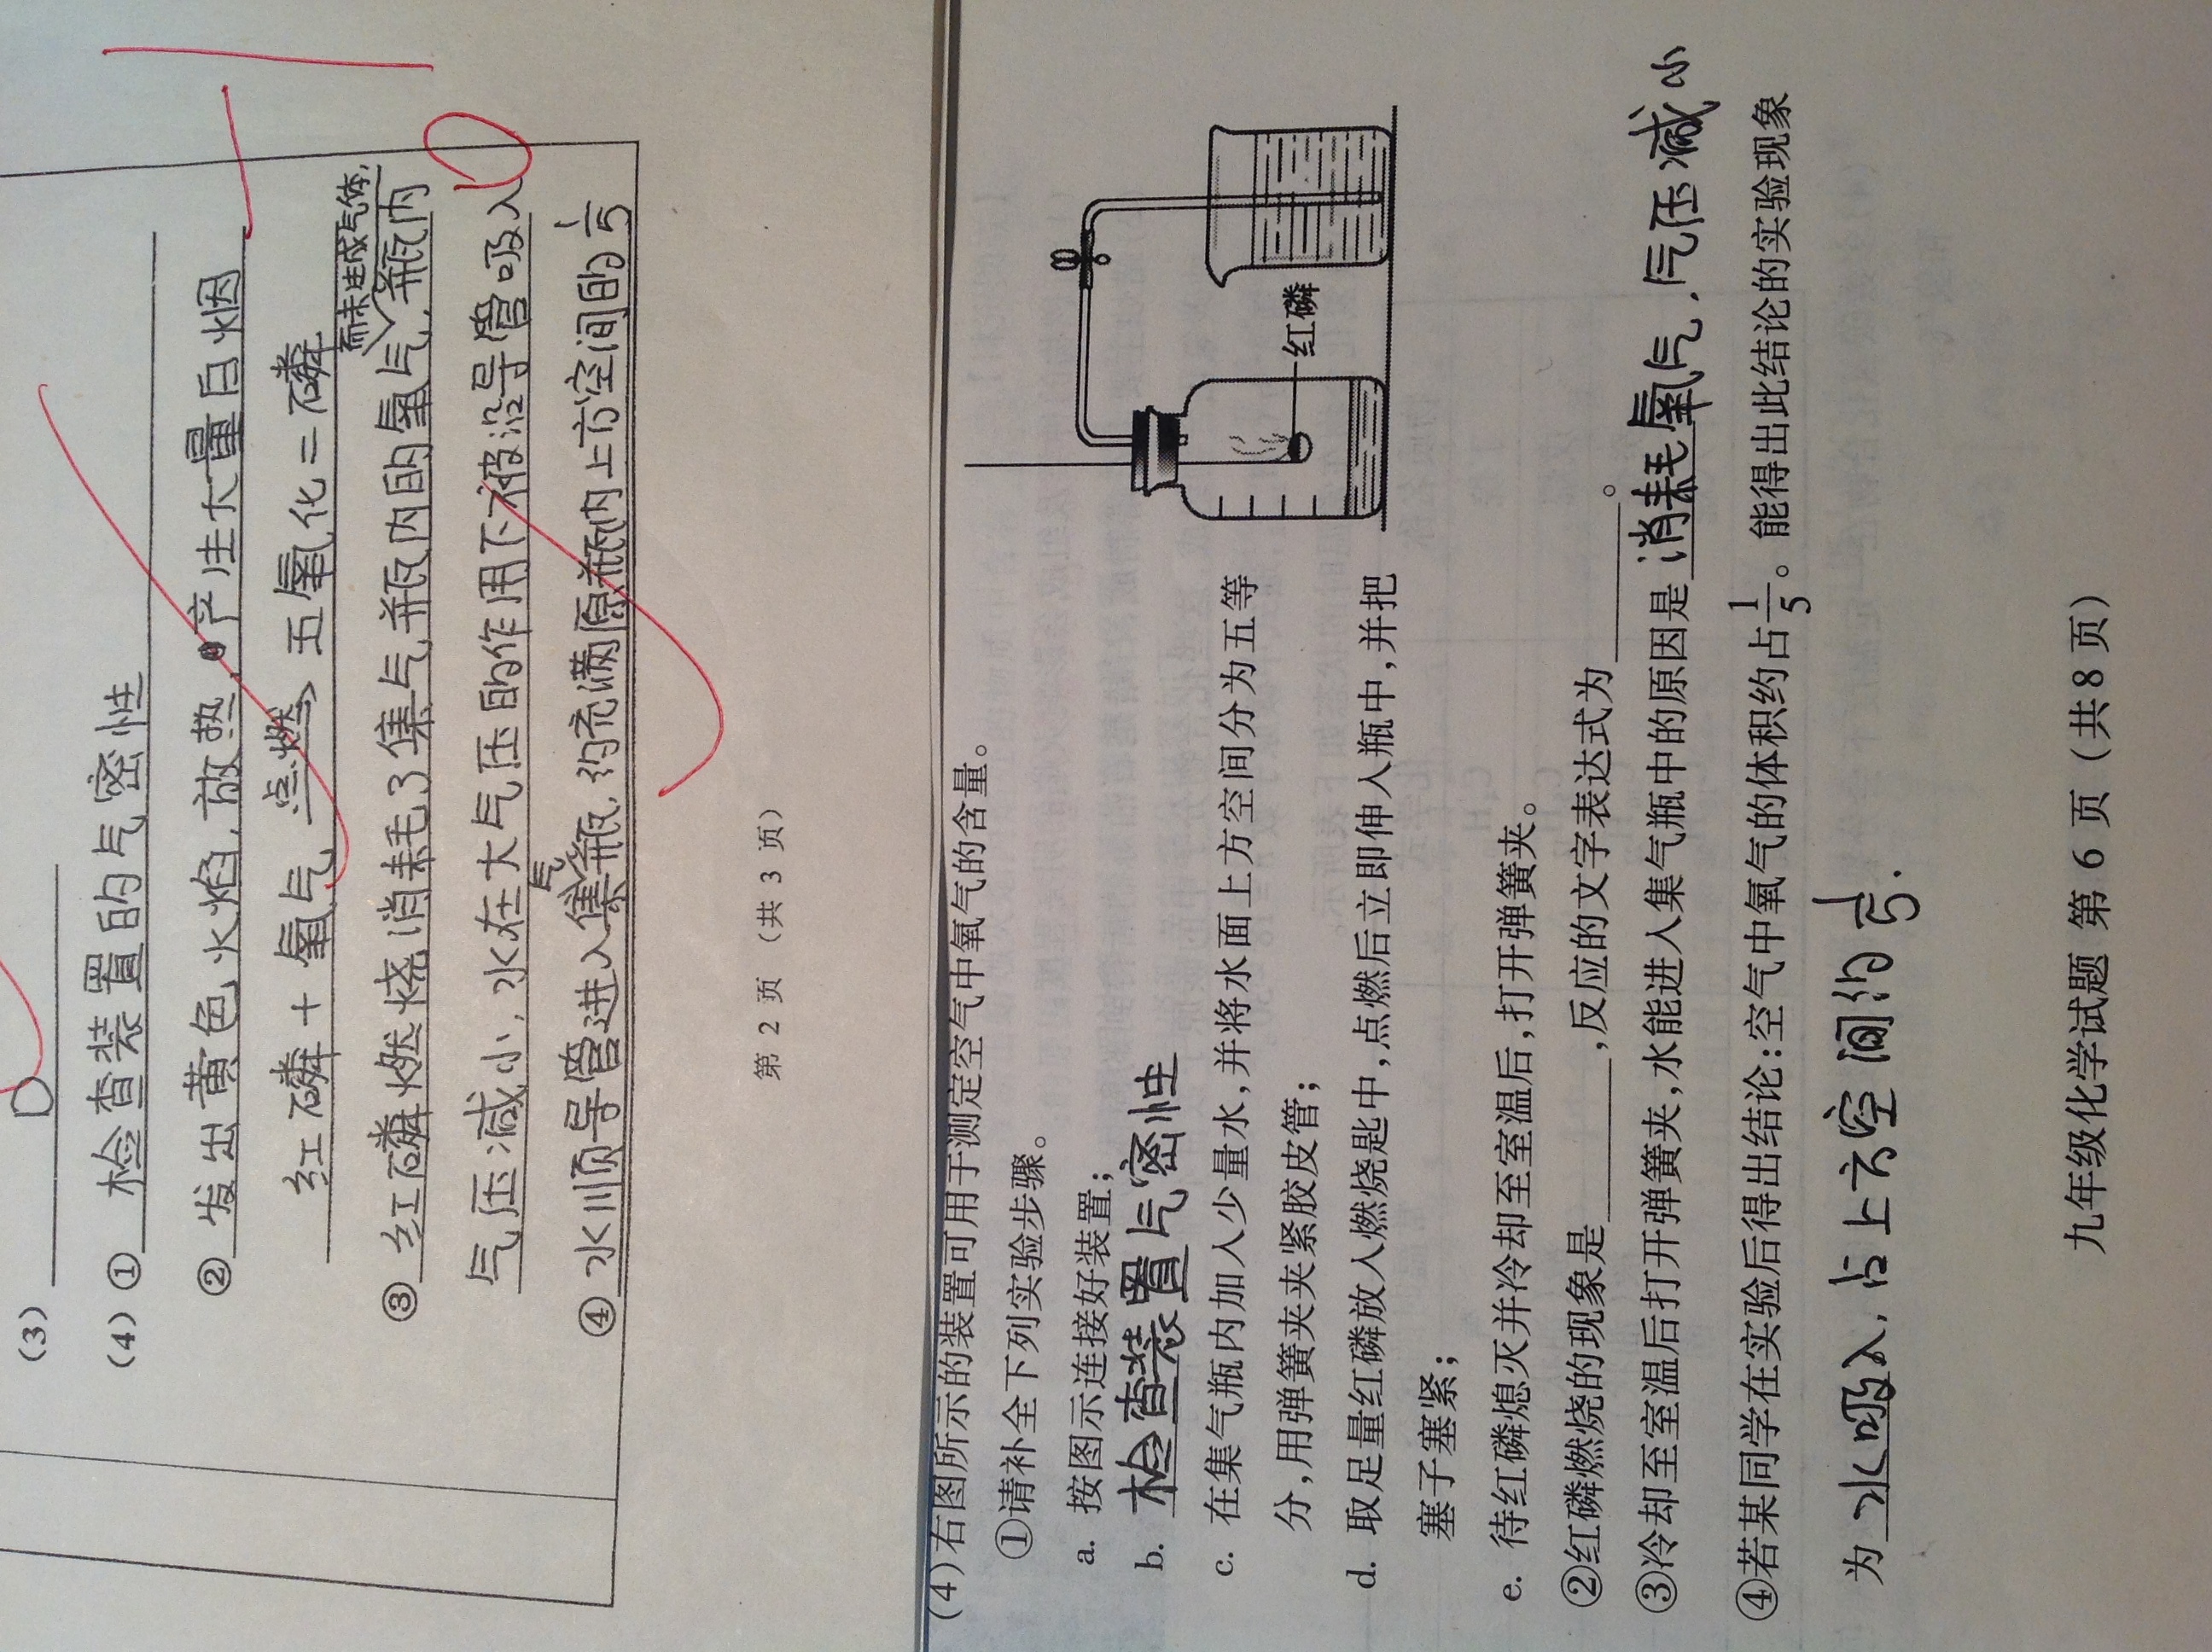 (3) D
(4) ① 检查装置的气密性
② 发出黄色火焰,放热,产生大量白烟
红磷 + 氧气 点燃→ 五氧化二磷
而未生成气体,
③ 红磷燃烧消耗了集气瓶内的氧气,瓶内
气压减小,水在大气压的作用下被沿导管吸入
④ 水顺导管进入集气瓶,约充满原瓶内上方空间的1/5
第 2 页 (共 3 页)
(4)右图所示的装置可用于测定空气中氧气的含量。
①请补全下列实验步骤。
a. 按图示连接好装置;
b. 检查装置气密性
c. 在集气瓶内加入少量水,并将水面上方空间分为五等
分,用弹簧夹夹紧胶皮管;
红磷
d. 取足量红磷放入燃烧匙中,点燃后立即伸入瓶中,并把
塞子塞紧;
e. 待红磷熄灭并冷却至室温后,打开弹簧夹。
②红磷燃烧的现象是________,反应的文字表达式为________。
③冷却至室温后打开弹簧夹,水能进入集气瓶中的原因是 消耗氧气,气压减小
④若某同学在实验后得出结论:空气中氧气的体积约占1/5。能得出此结论的实验现象
为 水吸入,占上方空间约1/5.
九年级化学试题 第 6 页 (共8页)